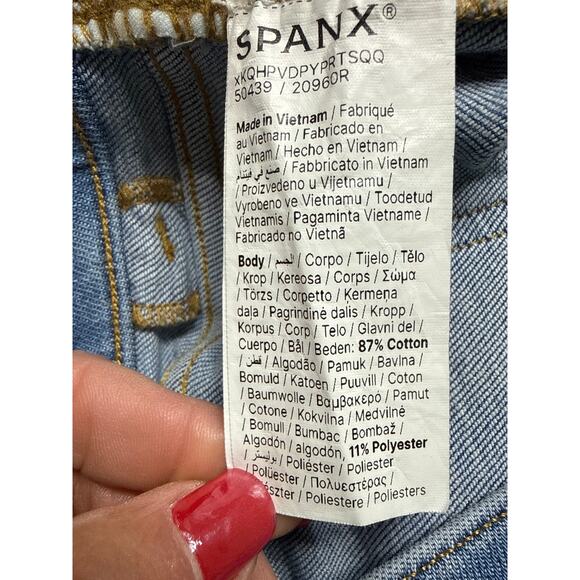 SPANX®
xKQHPVDPYPRTSQQ
50439 / 20960R
Made in Vietnam / Fabriqué
au Vietnam / Fabbricado en
Vietnam / Hecho en Vietnam /
صنع في فيتنام / Fabbricato in Vietnam
/ Proizvedeno u Vijetnamu /
Vyrobeno ve Vietnamu / Toodetud
Vietnamis / Pagaminta Vietname /
Fabricado no Vietnã
Body / الجسم / Corpo / Tijelo / Tělo
/ Krop / Kereosa / Corps / Σώμα
/ Törzs / Corpetto / Ķermeņa
daļa / Pagrindinė dalis / Kropp /
Korpus / Corp / Telo / Glavni del /
Cuerpo / Bål / Beden: 87% Cotton
/ قطن / Algodão / Pamuk / Bavlna /
Bomuld / Katoen / Puuvill / Coton
/ Baumwolle / Βαμβακερό / Pamut
/ Cotone / Kokvilna / Medvilnė
/ Bomull / Bumbac / Bombaž /
Algodón / algodón, 11% Polyester
/ بوليستر / Poliéster / Poliester
/ Polüester / Πολυεστέρας /
észter / Poliestere / Poliesters